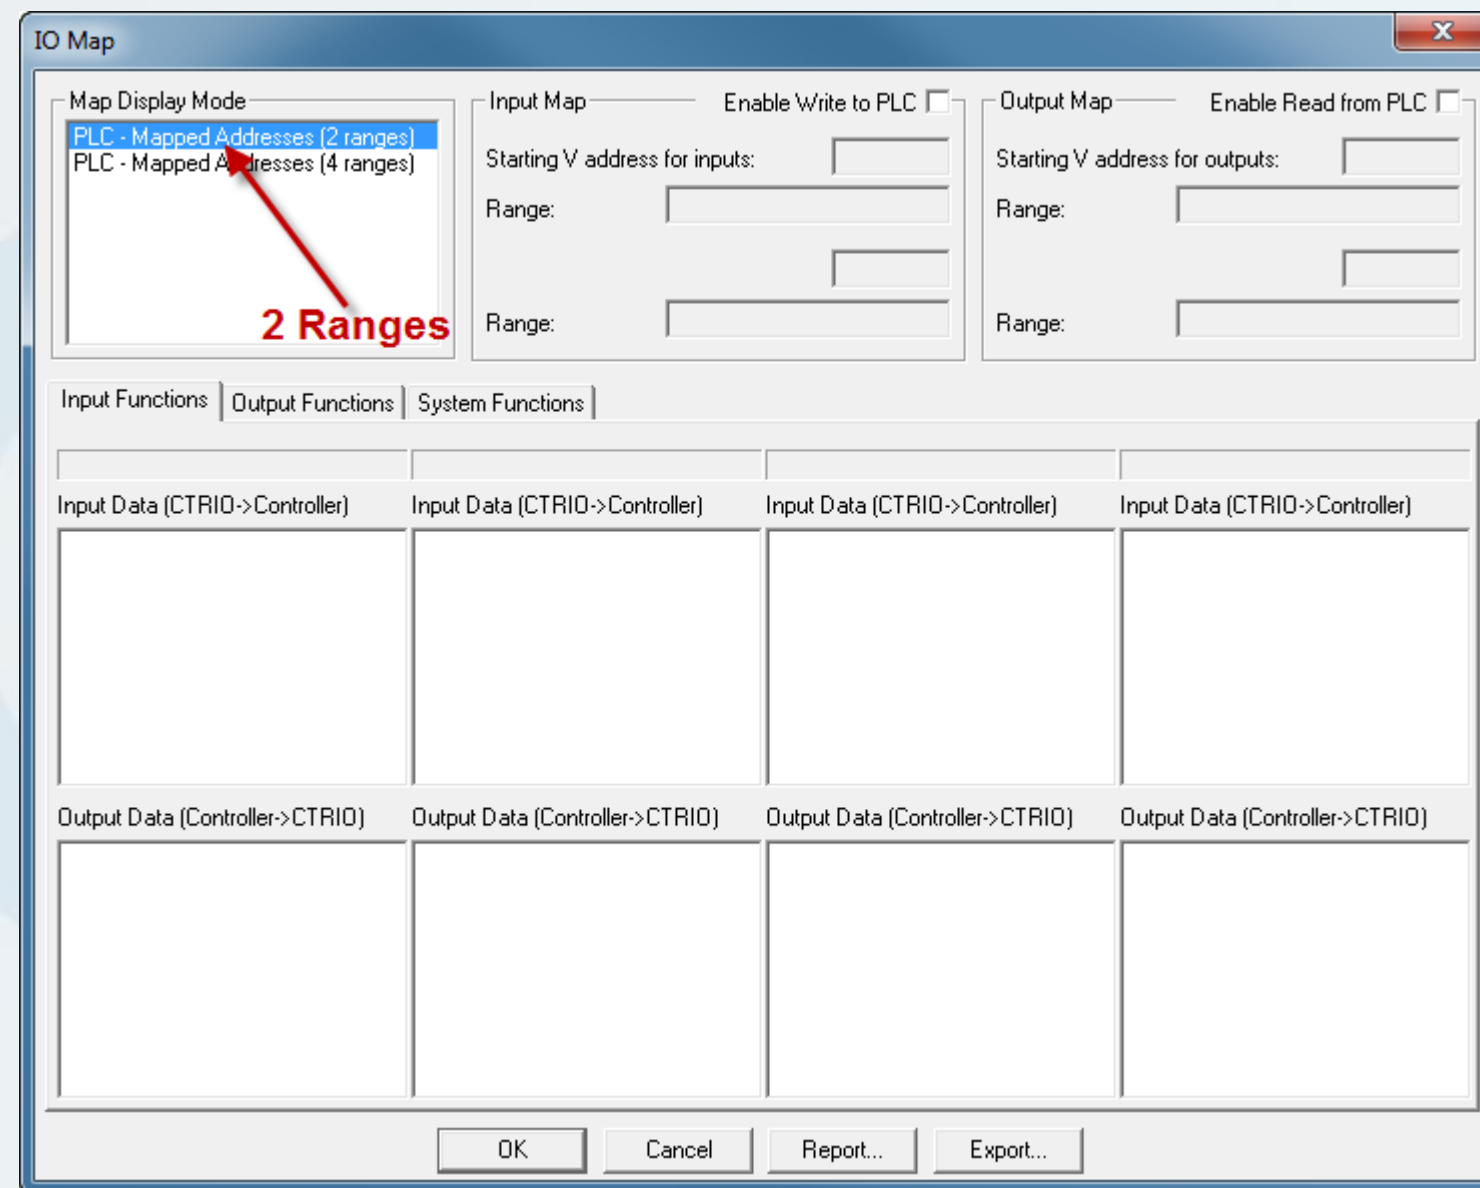 IO Map
Map Display Mode
PLC - Mapped Addresses (2 ranges)
PLC - Mapped Addresses (4 ranges)
2 Ranges
Input Map
Enable Write to PLC
Starting V address for inputs:
Range:
Range:
Output Map
Enable Read from PLC
Starting V address for outputs:
Range:
Range:
Input Functions
Output Functions
System Functions
Input Data (CTRIO->Controller)
Input Data (CTRIO->Controller)
Input Data (CTRIO->Controller)
Input Data (CTRIO->Controller)
Output Data (Controller->CTRIO)
Output Data (Controller->CTRIO)
Output Data (Controller->CTRIO)
Output Data (Controller->CTRIO)
OK
Cancel
Report...
Export...